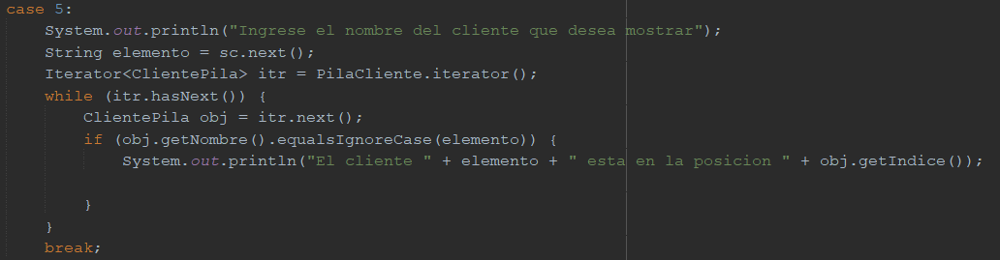 case 5:
    System.out.println("Ingrese el nombre del cliente que desea mostrar");
    String elemento = sc.next();
    Iterator<ClientePila> itr = PilaCliente.iterator();
    while (itr.hasNext()) {
        ClientePila obj = itr.next();
        if (obj.getNombre().equalsIgnoreCase(elemento)) {
            System.out.println("El cliente " + elemento + " esta en la posicion " + obj.getIndice());
        }
    }
    break;